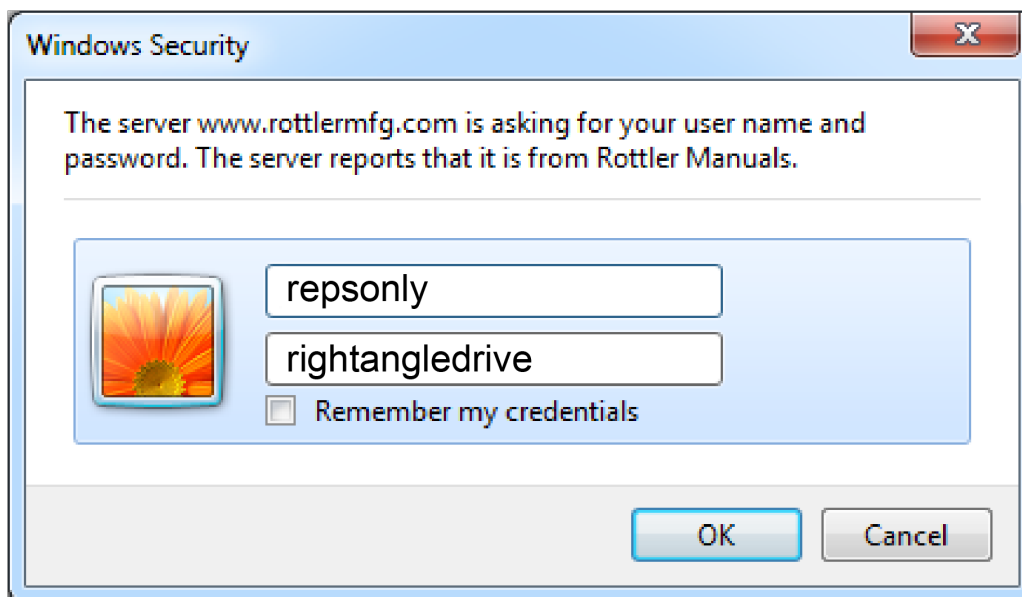 Windows Security
The server www.rottlermfg.com is asking for your user name and
password. The server reports that it is from Rottler Manuals.
repsonly
rightangledrive
Remember my credentials
OK
Cancel